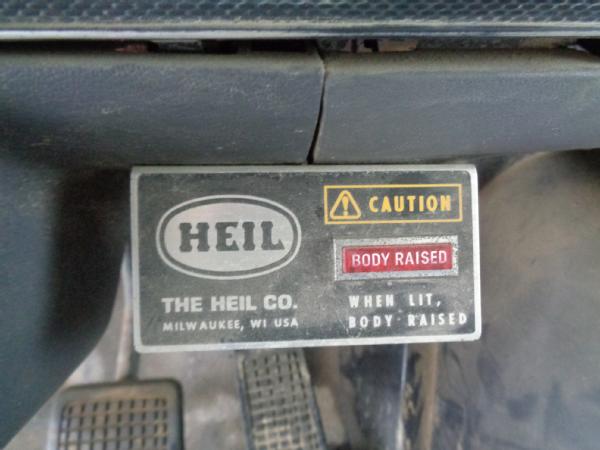 HEIL
THE HEIL CO.
MILWAUKEE, WI USA
CAUTION
BODY RAISED
WHEN LIT,
BODY RAISED